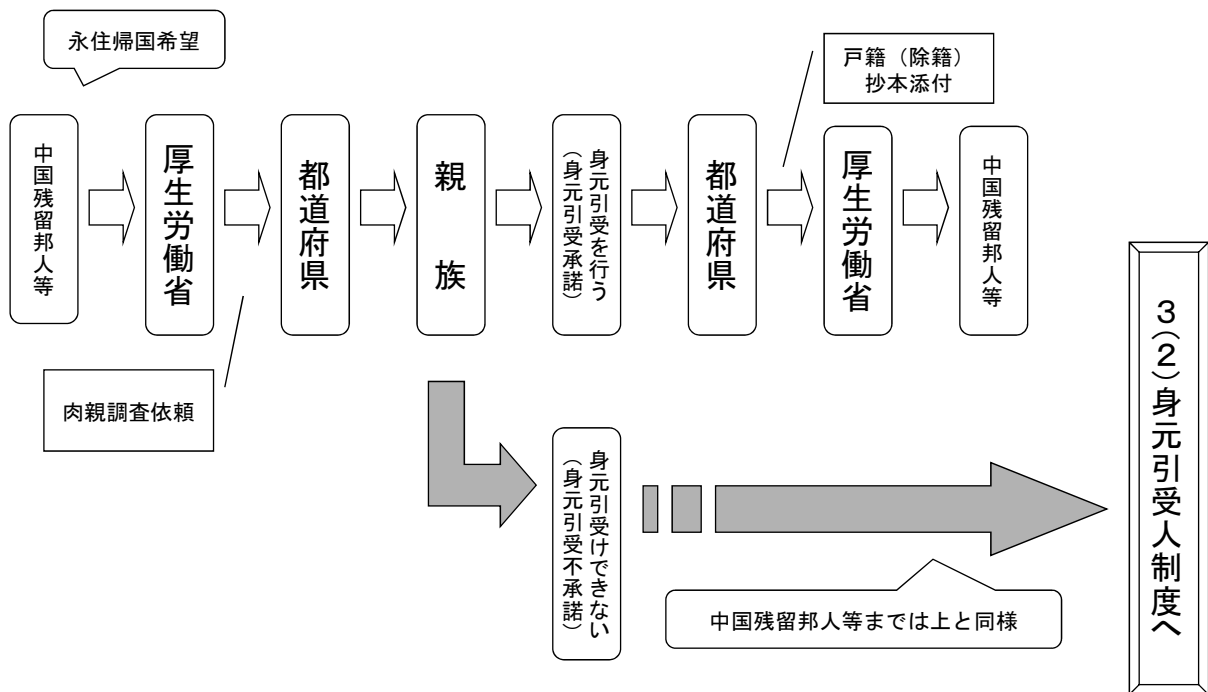 永住帰国希望
戸籍（除籍）
抄本添付
中国残留邦人等
厚生労働省
都道府県
親族
身元引受を行う
（身元引受承諾）
都道府県
厚生労働省
中国残留邦人等
肉親調査依頼
身元引受けできない
（身元引受不承諾）
中国残留邦人等までは上と同様
３（２）身元引受人制度へ